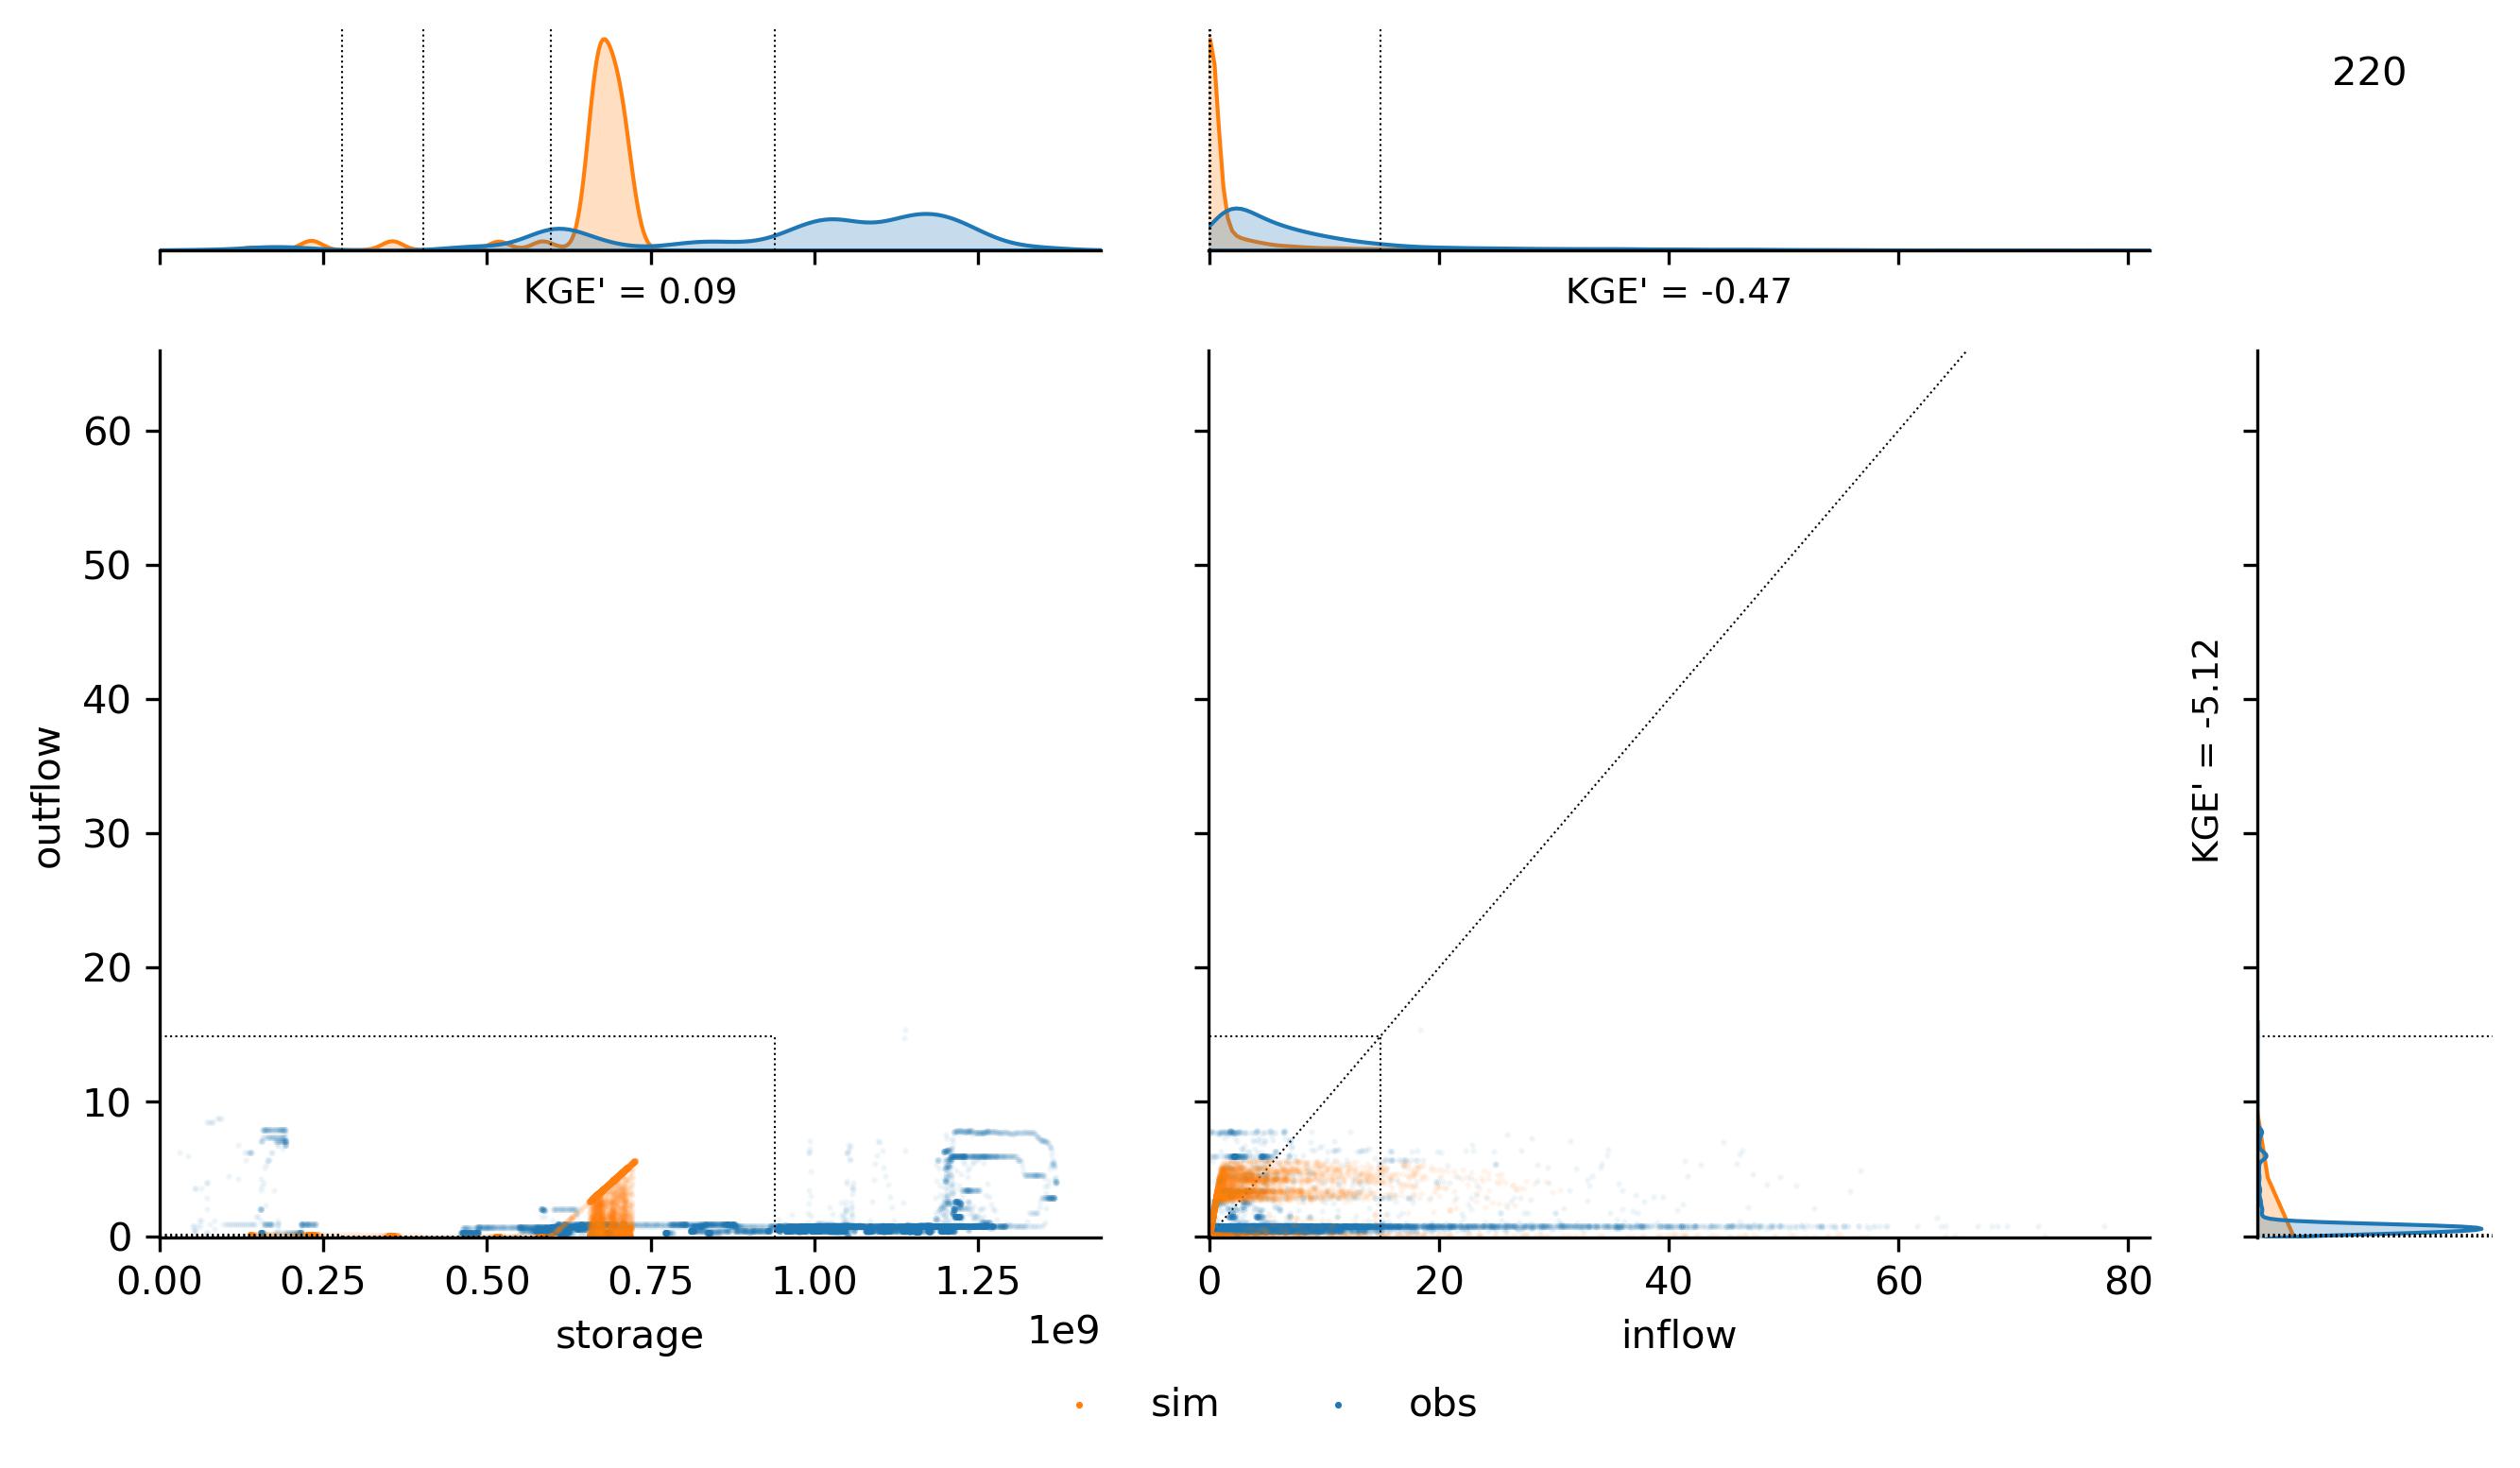 220
KGE' = 0.09
KGE' = -0.47
60
50
40
30
20
10
0
outflow
KGE' = -5.12
0.00 0.25 0.50 0.75 1.00 1.25
1e9
storage
0 20 40 60 80
inflow
sim obs